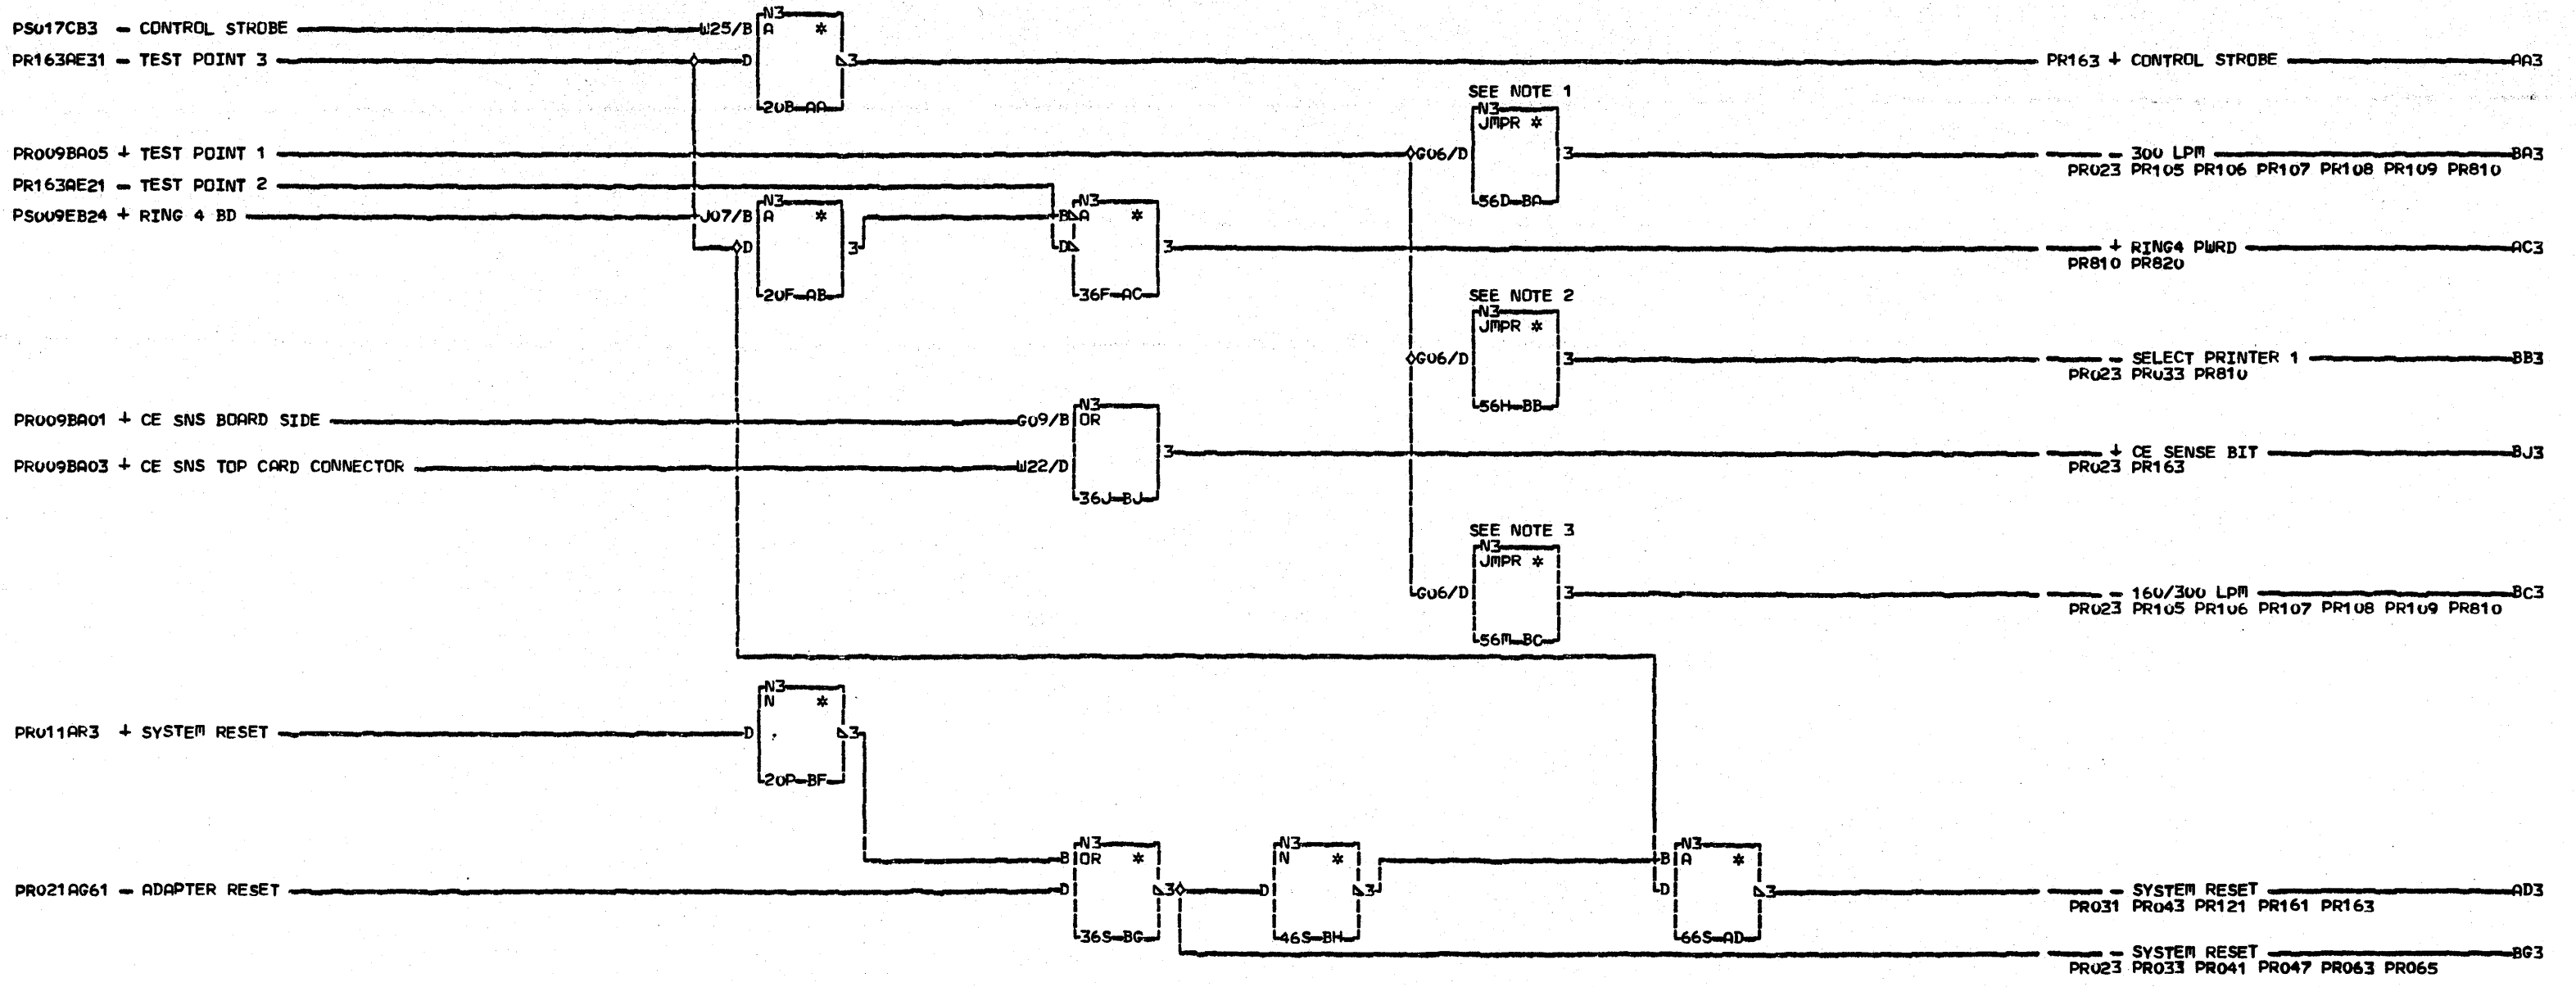 N3
PS017CB3 - CONTROL STROBE W25/B A *
PR163AE31 - TEST POINT 3 D 3 PR163 + CONTROL STROBE AA3
20B AA
SEE NOTE 1
N3
JMPR *
PR009BA05 + TEST POINT 1 G06/D 3 - 300 LPM BA3
PR023 PR105 PR106 PR107 PR108 PR109 PR810
56D BA
PR163AE21 - TEST POINT 2
N3 N3
PS009EB24 + RING 4 BD J07/B A * B A *
D 3 D 3 + RING4 PWRD AC3
PR810 PR820
20F AB 36F AC
SEE NOTE 2
N3
JMPR *
G06/D 3 - SELECT PRINTER 1 BB3
PR023 PR033 PR810
56H BB
N3
PR009BA01 + CE SNS BOARD SIDE G09/B OR
3 + CE SENSE BIT BJ3
PR023 PR163
PR009BA03 + CE SNS TOP CARD CONNECTOR W22/D
36J BJ
SEE NOTE 3
N3
JMPR *
G06/D 3 - 160/300 LPM BC3
PR023 PR105 PR106 PR107 PR108 PR109 PR810
56M BC
N3
N *
PR011AR3 + SYSTEM RESET D 3
20P BF
N3 N3 N3
B OR * N * B A *
PR021AG61 - ADAPTER RESET D 3 D 3 D 3 - SYSTEM RESET AD3
PR031 PR043 PR121 PR161 PR163
36S BG 46S BH 66S AD
- SYSTEM RESET BG3
PR023 PR033 PR041 PR047 PR063 PR065